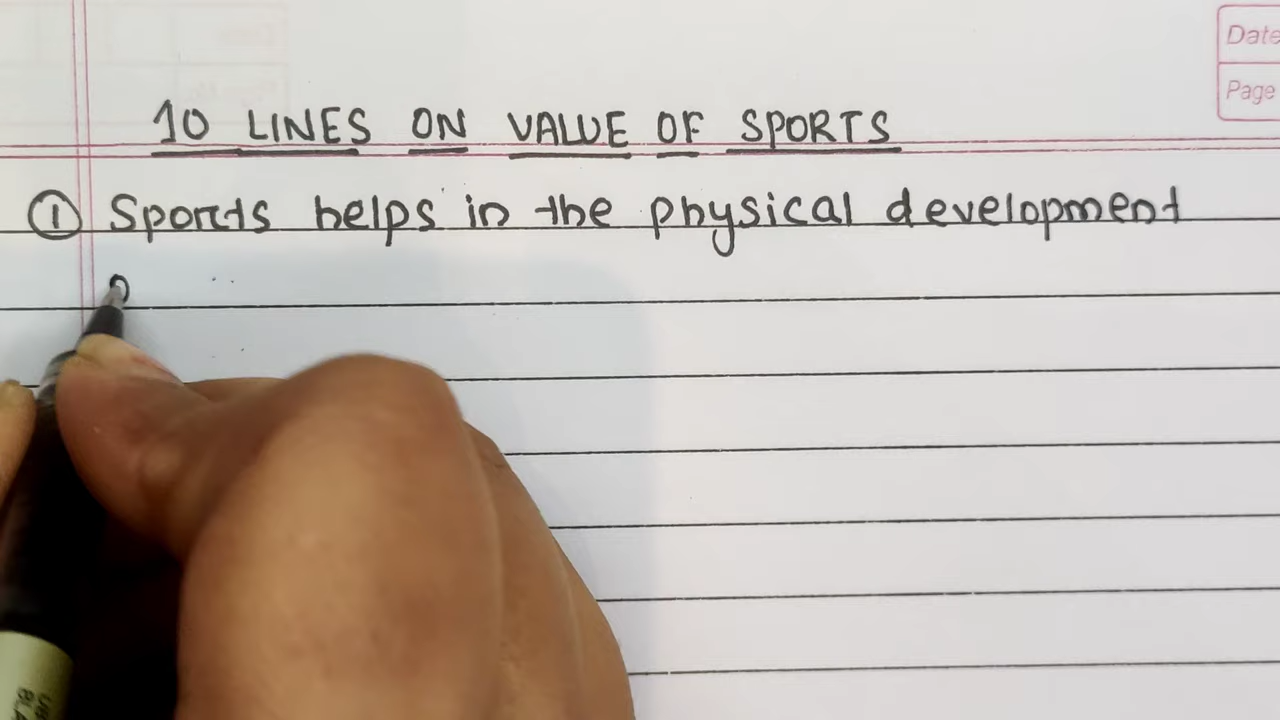 Date
Page
10 LINES ON VALUE OF SPORTS
① Sports helps in the physical development
o